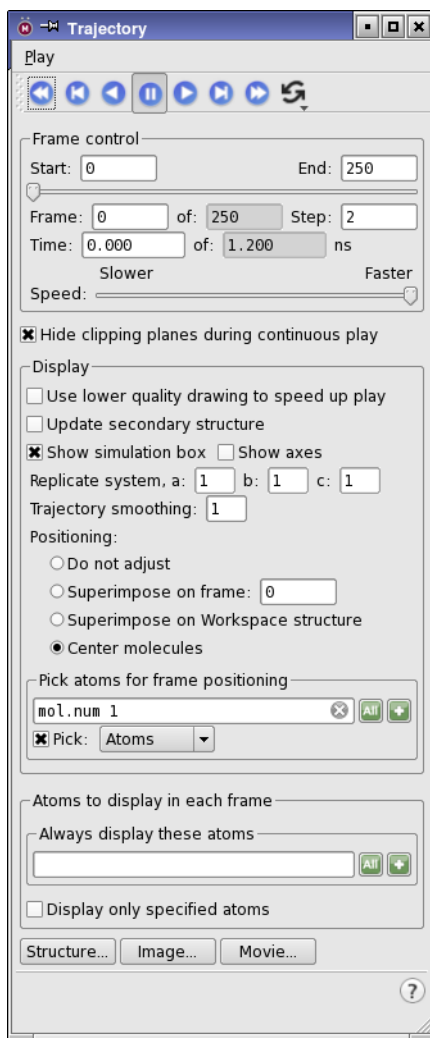 Trajectory
Play
Frame control
Start: 0 End: 250
Frame: 0 of: 250 Step: 2
Time: 0.000 of: 1.200 ns
Slower Faster
Speed:
Hide clipping planes during continuous play
Display
Use lower quality drawing to speed up play
Update secondary structure
Show simulation box Show axes
Replicate system, a: 1 b: 1 c: 1
Trajectory smoothing: 1
Positioning:
Do not adjust
Superimpose on frame: 0
Superimpose on Workspace structure
Center molecules
Pick atoms for frame positioning
mol.num 1 All +
Pick: Atoms
Atoms to display in each frame
Always display these atoms
All +
Display only specified atoms
Structure... Image... Movie...
?